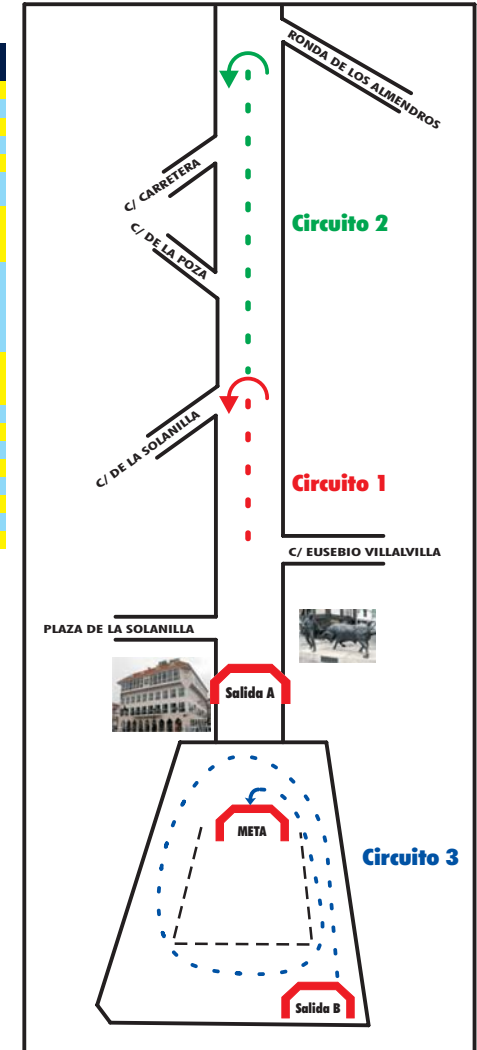 RONDA DE LOS ALMENDROS
C/ CARRETERA
Circuito 2
C/ DE LA POZA
C/ DE LA SOLANILLA
Circuito 1
C/ EUSEBIO VILLALVILLA
PLAZA DE LA SOLANILLA
Salida A
META
Circuito 3
Salida B